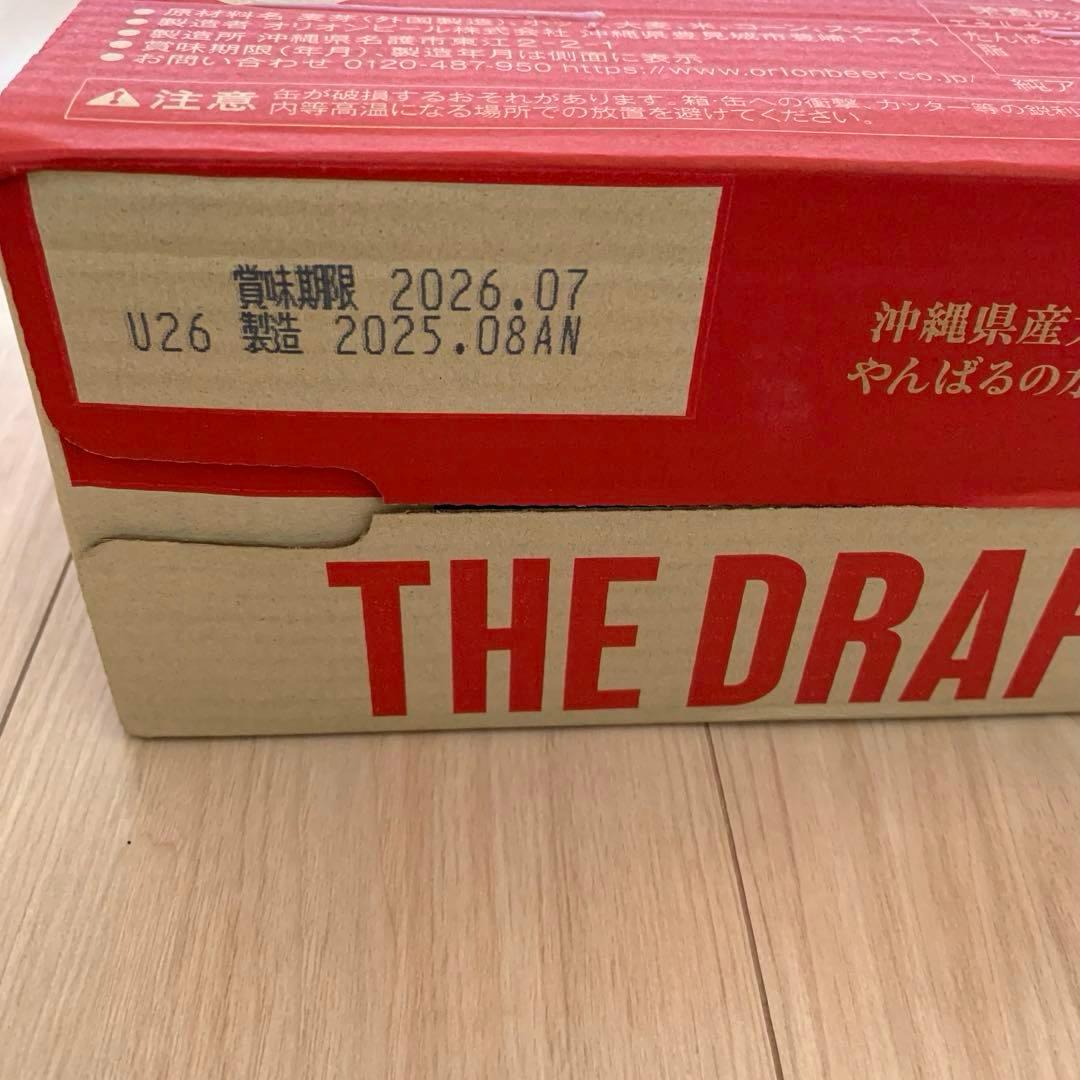 ●原材料名 麦芽(外国製造)、ホップ、大麦、米、コーン、スターチ
●製造者 オリオンビール株式会社 沖縄県豊見城市豊崎1-411
●製造所 沖縄県名護市東江2-2-1
●賞味期限(年月)、製造年月は側面に表示
●お問い合わせ 0120-487-950 https://www.orionbeer.co.jp/
たんぱく
純ア
注意 缶が破損するおそれがあります。箱・缶への衝撃、カッター等の鋭利
内等高温になる場所での放置を避けてください。
賞味期限 2026.07
U26 製造 2025.08AN
沖縄県産
やんばるの
THE DRAF